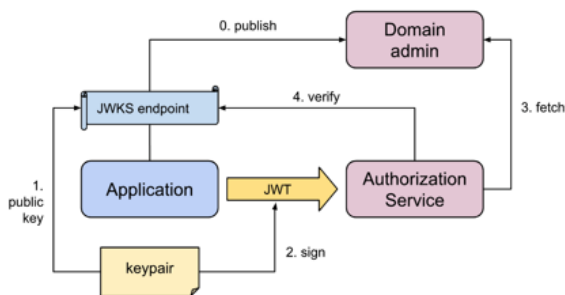 0. publish
Domain
admin
JWKS endpoint
4. verify
3. fetch
Application
JWT
Authorization
Service
1.
public
key
keypair
2. sign